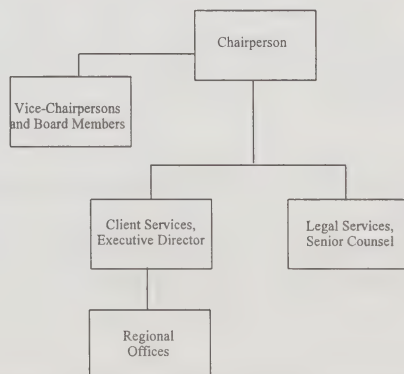 Chairperson
Vice-Chairpersons
and Board Members
Client Services,
Executive Director
Legal Services,
Senior Counsel
Regional
Offices